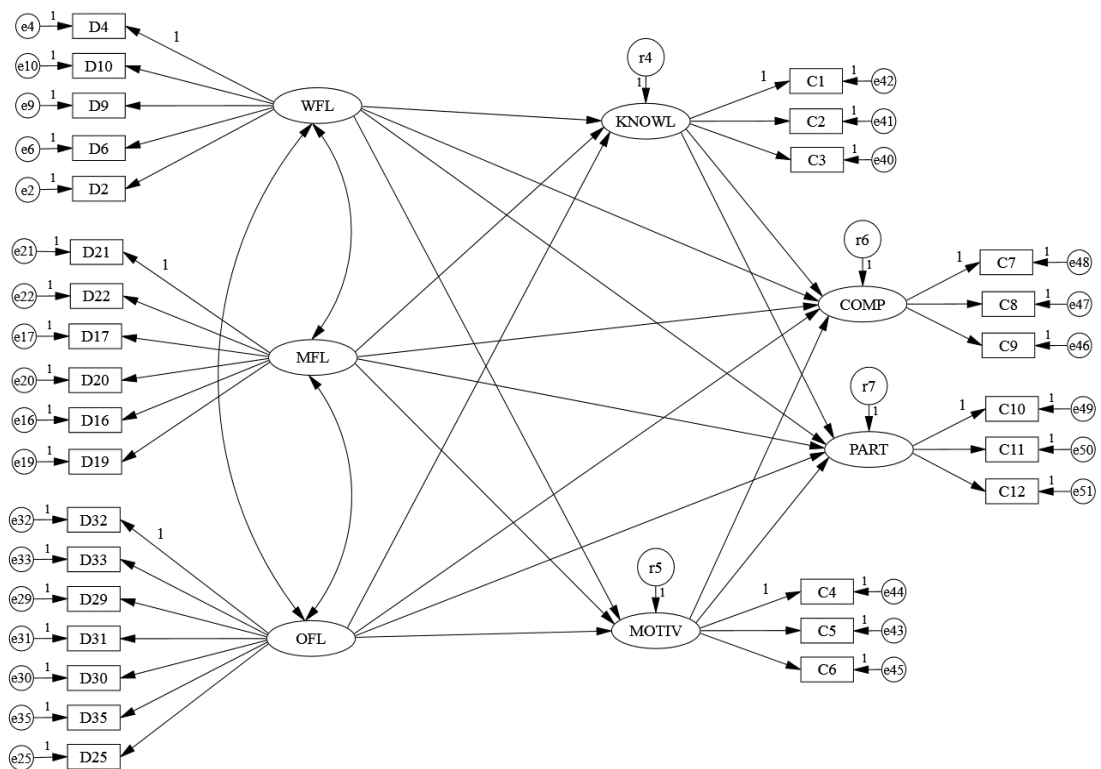 e4 1 D4
1
e10 1 D10
e9 1 D9
e6 1 D6
e2 1 D2
WFL
e21 1 D21
1
e22 1 D22
e17 1 D17
e20 1 D20
e16 1 D16
e19 1 D19
MFL
e32 1 D32
1
e33 1 D33
e29 1 D29
e31 1 D31
e30 1 D30
e35 1 D35
e25 1 D25
OFL
r4
1
KNOWL
1 C1 1 e42
C2 1 e41
C3 1 e40
r6
1
COMP
1 C7 1 e48
C8 1 e47
C9 1 e46
r7
1
PART
1 C10 1 e49
C11 1 e50
C12 1 e51
r5
1
MOTIV
1 C4 1 e44
C5 1 e43
C6 1 e45